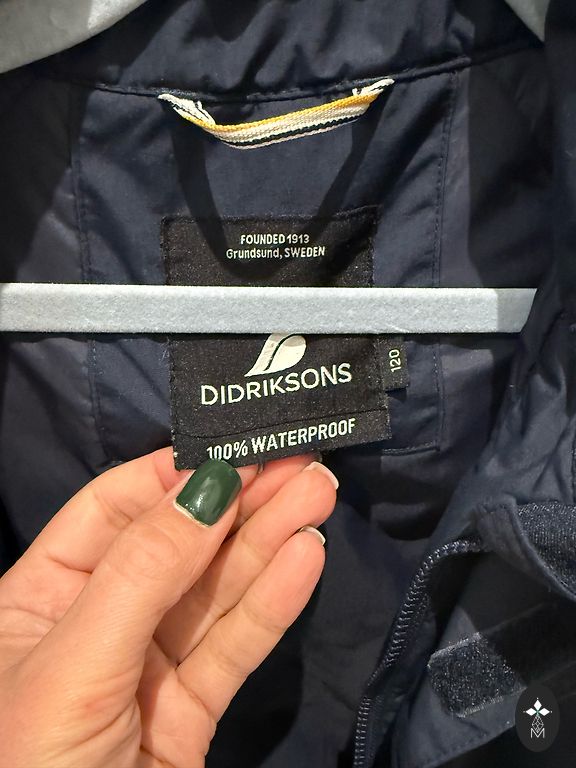 FOUNDED 1913
Grundsund, SWEDEN
DIDRIKSONS
120
100% WATERPROOF
M